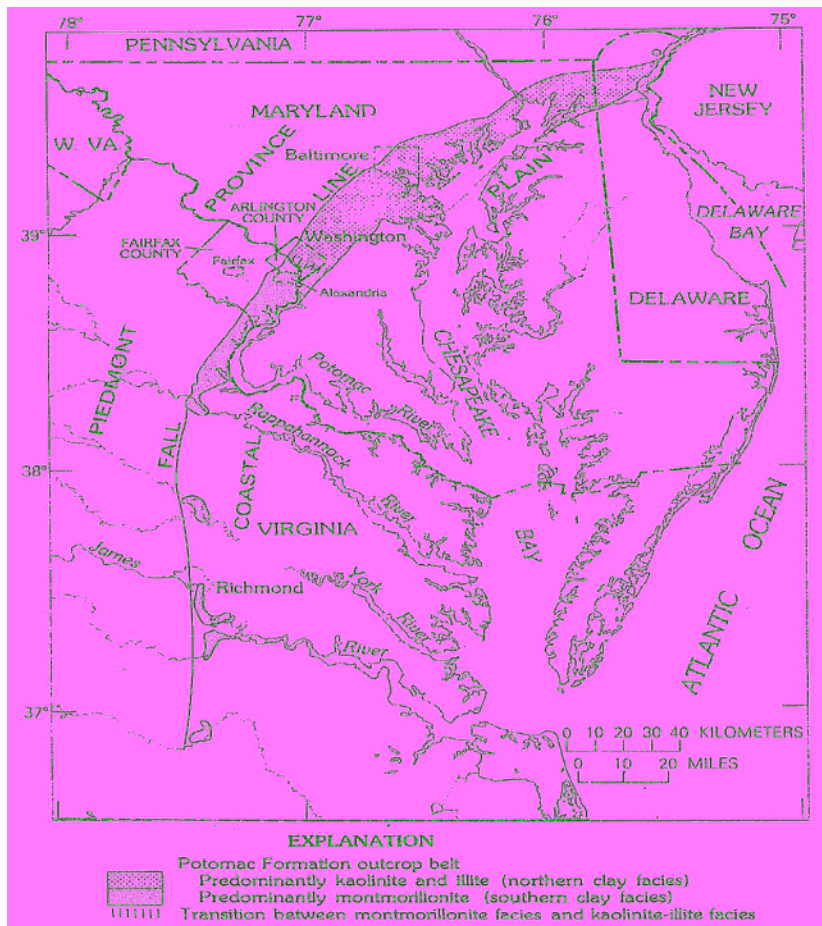 78° 77° 76° 75°
PENNSYLVANIA
NEW
JERSEY
MARYLAND
W. VA.
Baltimore
PROVINCE
LINE
PLAIN
ARLINGTON
COUNTY
DELAWARE
BAY
39°
Washington
FAIRFAX
COUNTY
Fairfax
Alexandria
DELAWARE
CHESAPEAKE
PIEDMONT
Potomac
River
Rappahannock
FALL
COASTAL
38°
River
OCEAN
VIRGINIA
BAY
James
York
Richmond
River
ATLANTIC
River
37°
0 10 20 30 40 KILOMETERS
0 10 20 MILES
EXPLANATION
Potomac Formation outcrop belt
Predominantly kaolinite and illite (northern clay facies)
Predominantly montmorillonite (southern clay facies)
Transition between montmorillonite facies and kaolinite-illite facies